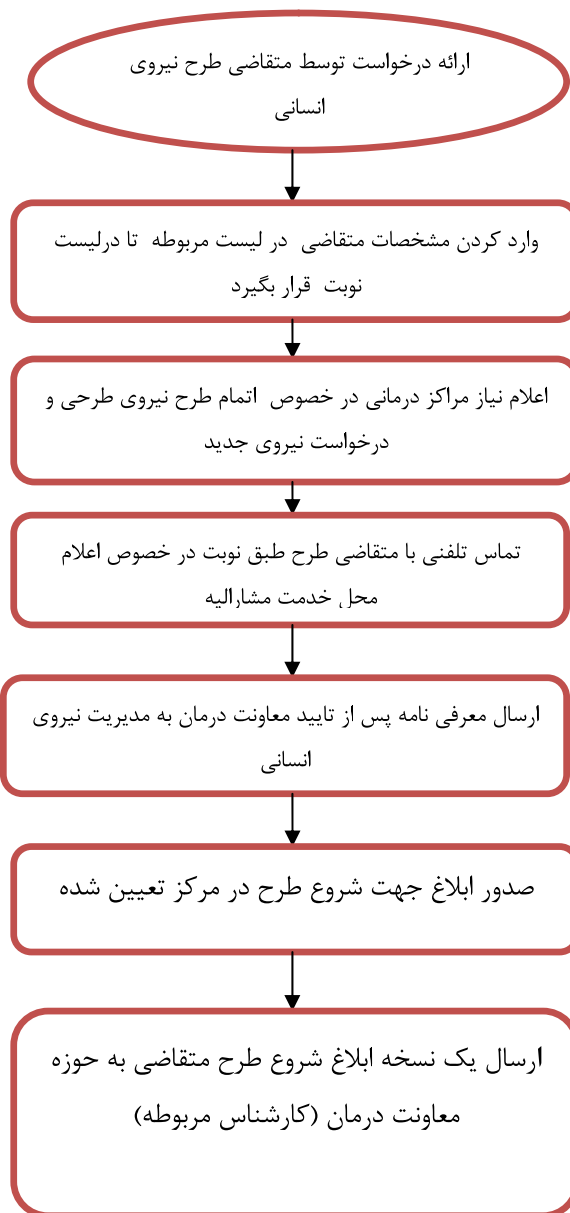 ارائه درخواست توسط متقاضی طرح نیروی
انسانی
وارد کردن مشخصات متقاضی در لیست مربوطه تا درلیست
نوبت قرار بگیرد
اعلام نیاز مراکز درمانی در خصوص اتمام طرح نیروی طرحی و
درخواست نیروی جدید
تماس تلفنی با متقاضی طرح طبق نوبت در خصوص اعلام
محل خدمت مشارالیه
ارسال معرفی نامه پس از تایید معاونت درمان به مدیریت نیروی
انسانی
صدور ابلاغ جهت شروع طرح در مرکز تعیین شده
ارسال یک نسخه ابلاغ شروع طرح متقاضی به حوزه
معاونت درمان (کارشناس مربوطه)